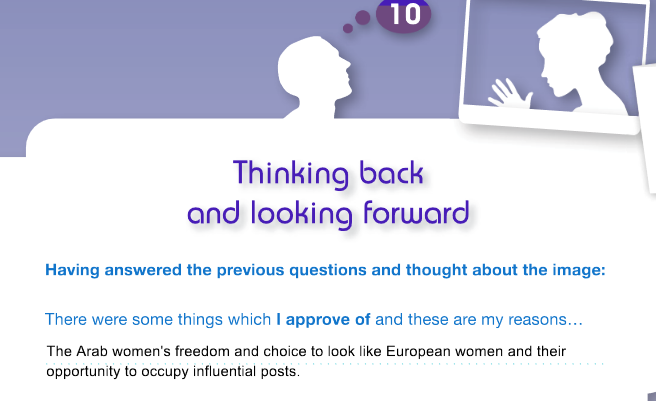 10
Thinking back
and looking forward
Having answered the previous questions and thought about the image:
There were some things which I approve of and these are my reasons…
The Arab women's freedom and choice to look like European women and their
opportunity to occupy influential posts.